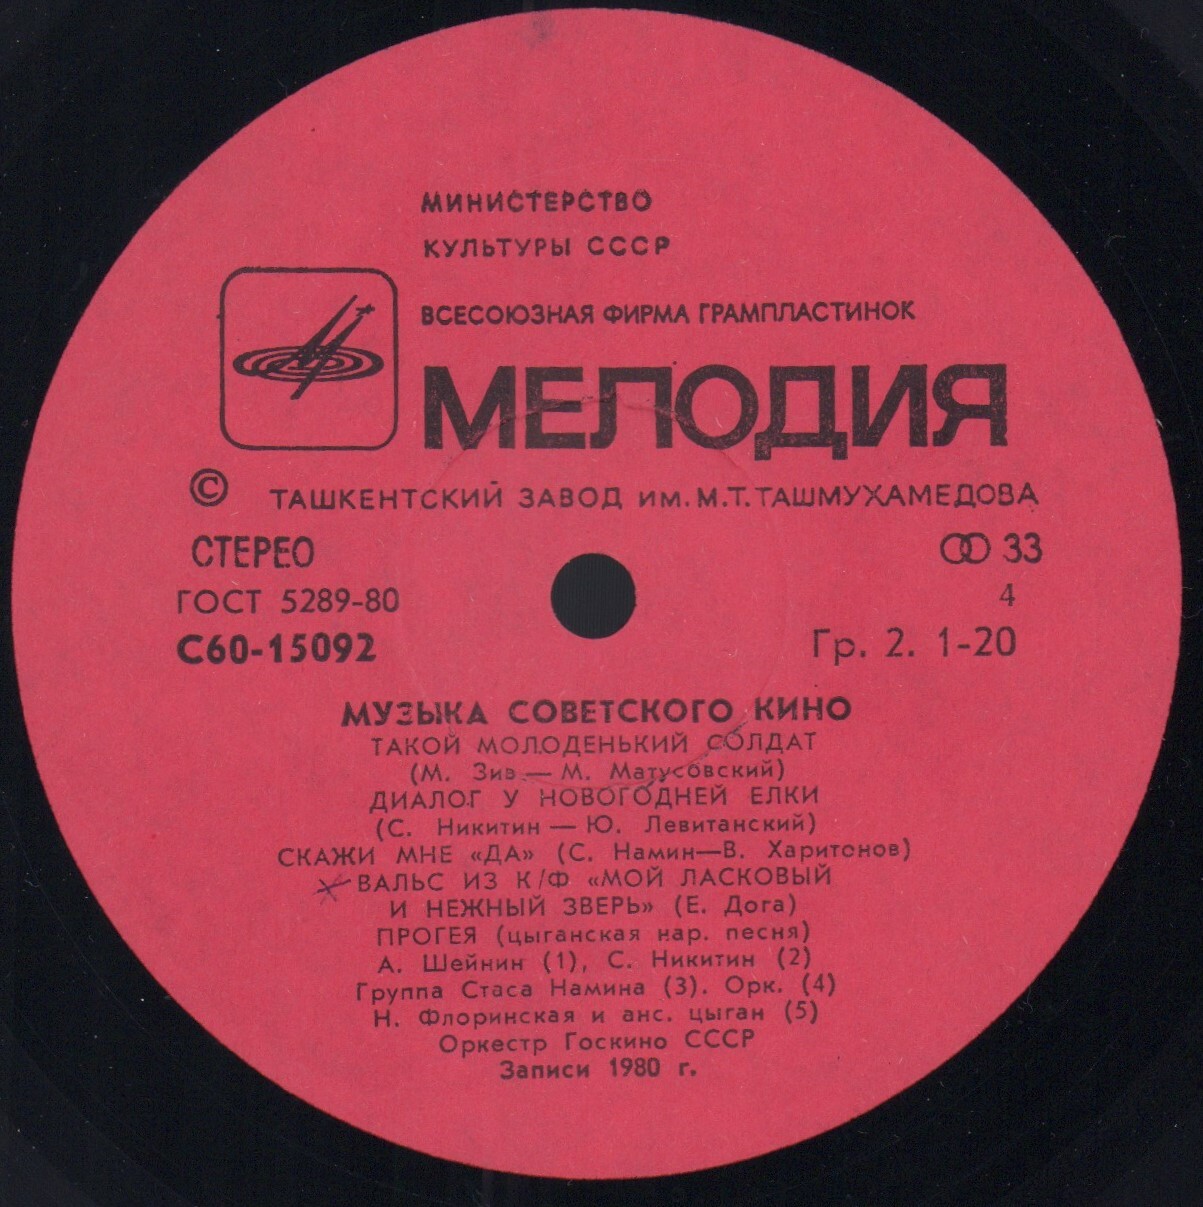 МИНИСТЕРСТВО
КУЛЬТУРЫ СССР
ВСЕСОЮЗНАЯ ФИРМА ГРАМПЛАСТИНОК
МЕЛОДИЯ
© ТАШКЕНТСКИЙ ЗАВОД ИМ. М.Т. ТАШМУХАМЕДОВА
СТЕРЕО 33
ГОСТ 5289-80 4
С60-15092 Гр. 2. 1-20
МУЗЫКА СОВЕТСКОГО КИНО
ТАКОЙ МОЛОДЕНЬКИЙ СОЛДАТ
(М. Зив — М. Матусовский)
ДИАЛОГ У НОВОГОДНЕЙ ЕЛКИ
(С. Никитин — Ю. Левитанский)
СКАЖИ МНЕ «ДА» (С. Намин—В. Харитонов)
ВАЛЬС ИЗ К/Ф «МОЙ ЛАСКОВЫЙ
И НЕЖНЫЙ ЗВЕРЬ» (Е. Дога)
ПРОГЕЯ (цыганская нар. песня)
А. Шейнин (1), С. Никитин (2)
Группа Стаса Намина (3). Орк. (4)
Н. Флоринская и анс. цыган (5)
Оркестр Госкино СССР
Записи 1980 г.